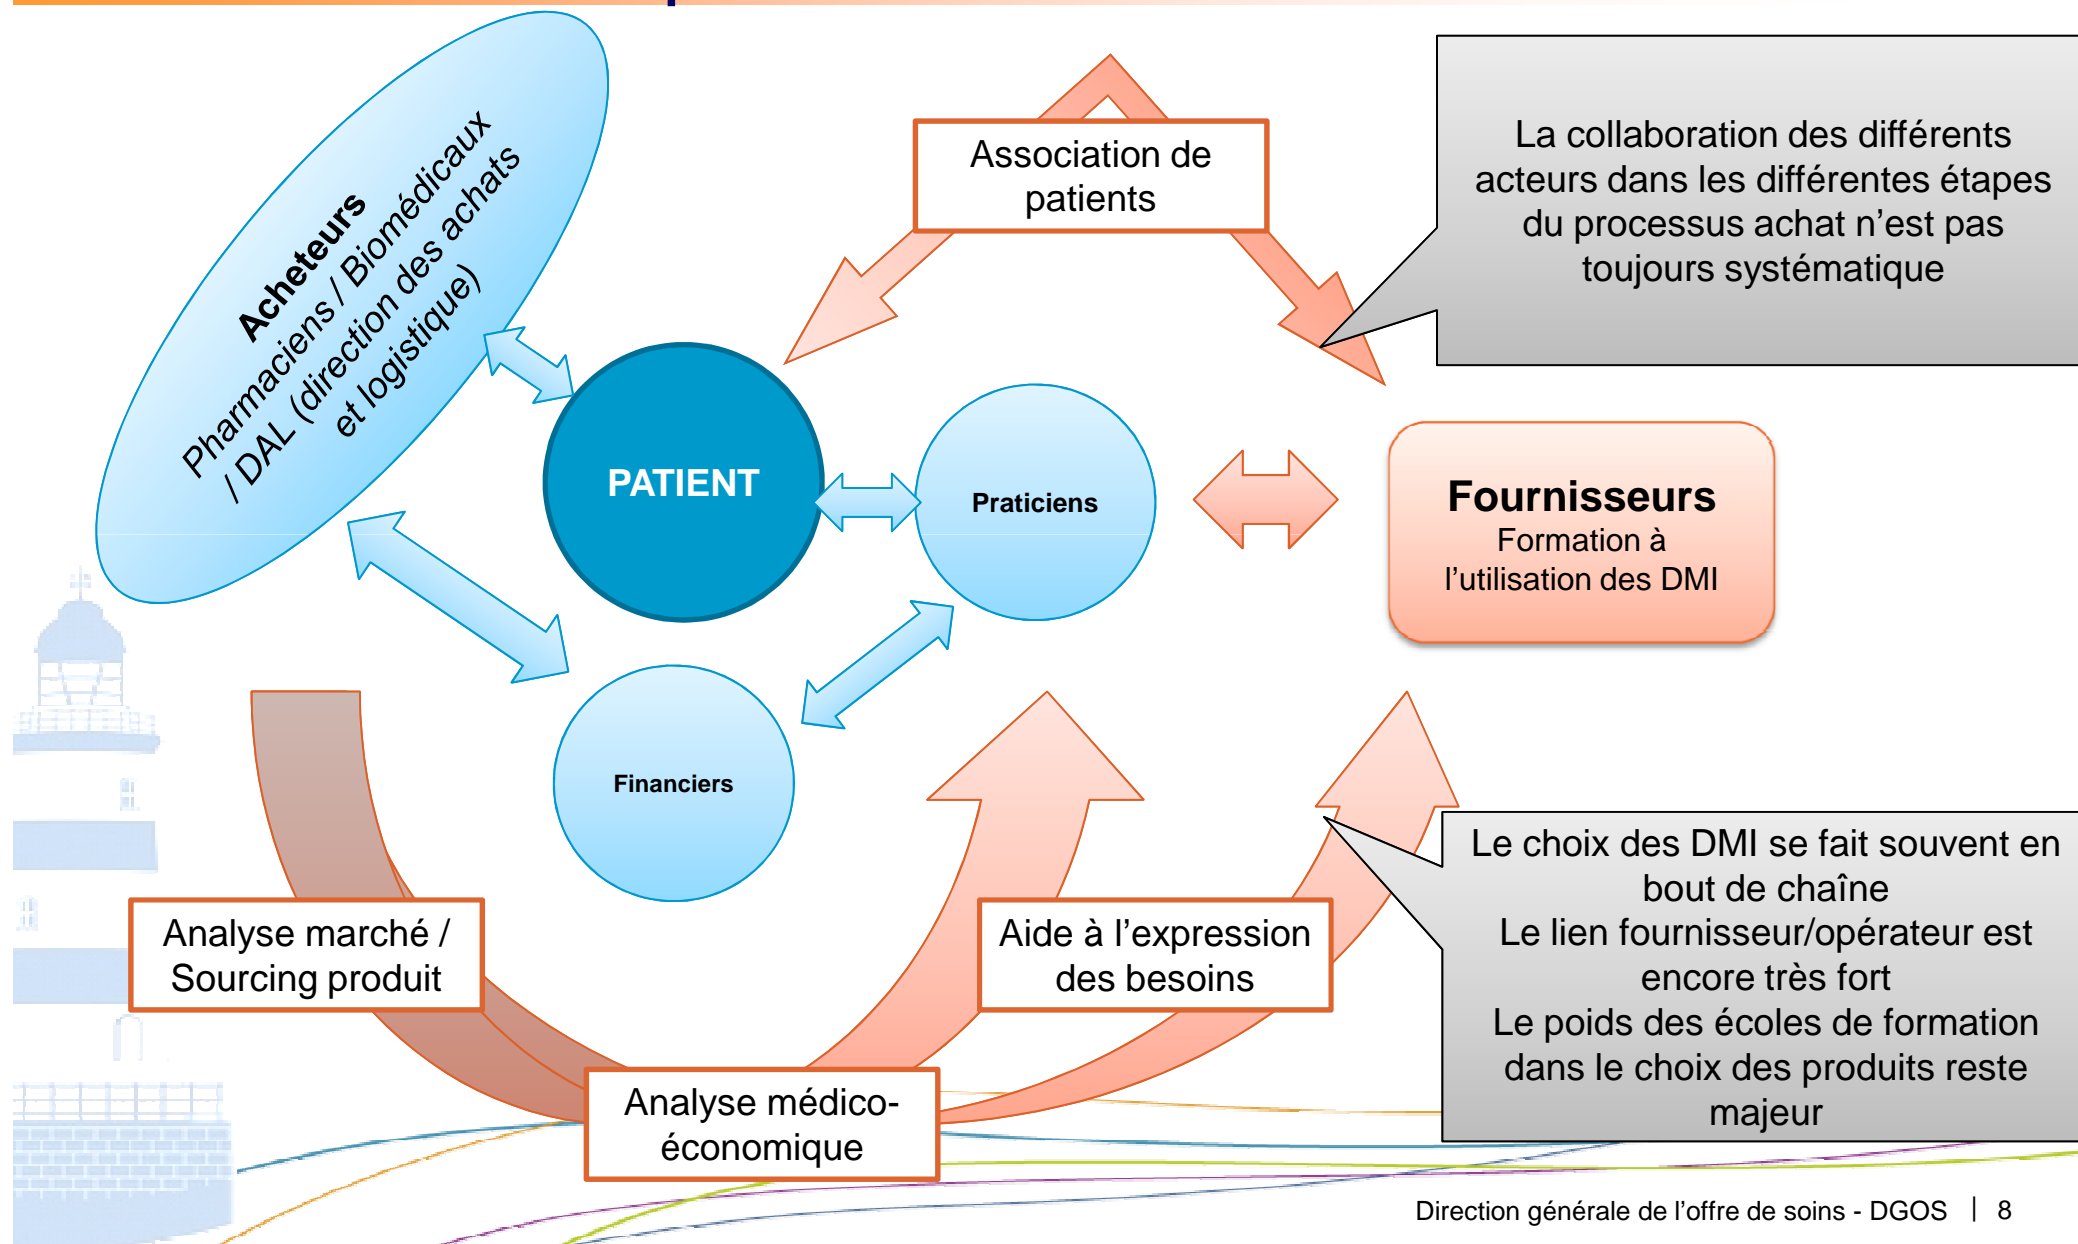 Acheteurs
Pharmaciens / Biomédicaux
/ DAL (direction des achats
et logistique)
Association de
patients
La collaboration des différents
acteurs dans les différentes étapes
du processus achat n’est pas
toujours systématique
PATIENT
Praticiens
Fournisseurs
Formation à
l’utilisation des DMI
Financiers
Analyse marché /
Sourcing produit
Aide à l’expression
des besoins
Le choix des DMI se fait souvent en
bout de chaîne
Le lien fournisseur/opérateur est
encore très fort
Le poids des écoles de formation
dans le choix des produits reste
majeur
Analyse médico-
économique
Direction générale de l’offre de soins - DGOS | 8